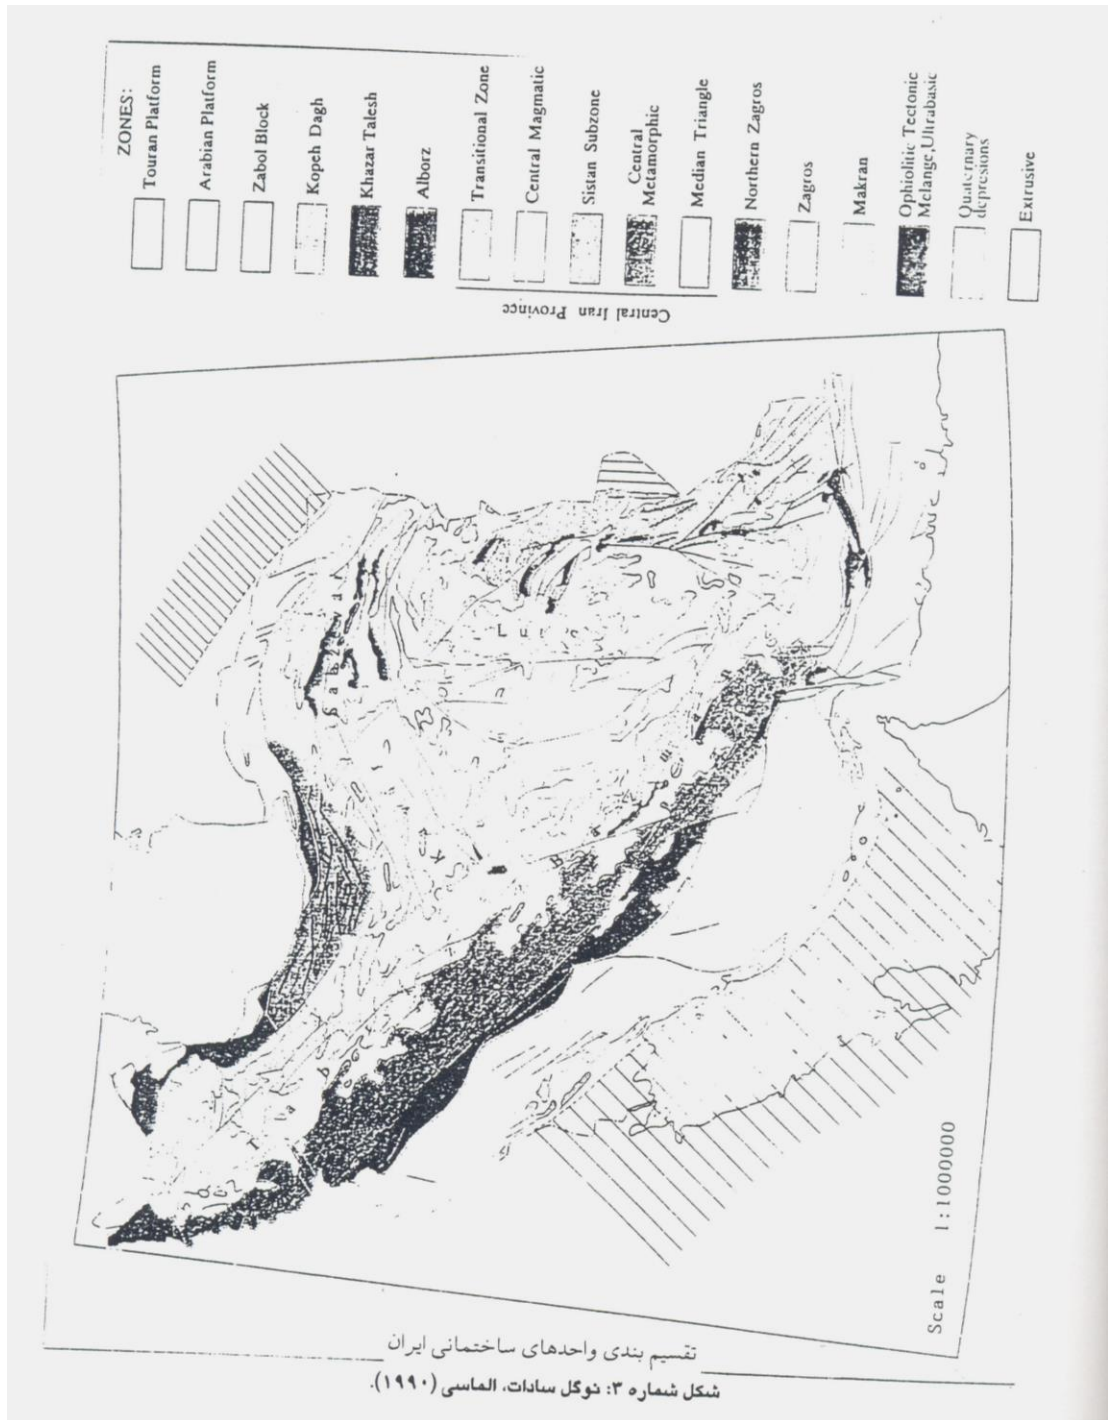 ZONES:
Touran Platform
Arabian Platform
Zabol Block
Kopeh Dagh
Khazar Talesh
Alborz
Transitional Zone
Central Magmatic
Sistan Subzone
Central
Metamorphic
Median Triangle
Northern Zagros
Zagros
Makran
Ophiolitic Tectonic
Melange,Ultrabasic
Quaternary
depresions
Extrusive
Central Iran Province
Sabzeva
Lut
Scale 1:1000000
تقسیم بندی واحدهای ساختمانی ایران
شکل شماره ۳: نوگل سادات، الماسی (۱۹۹۰).